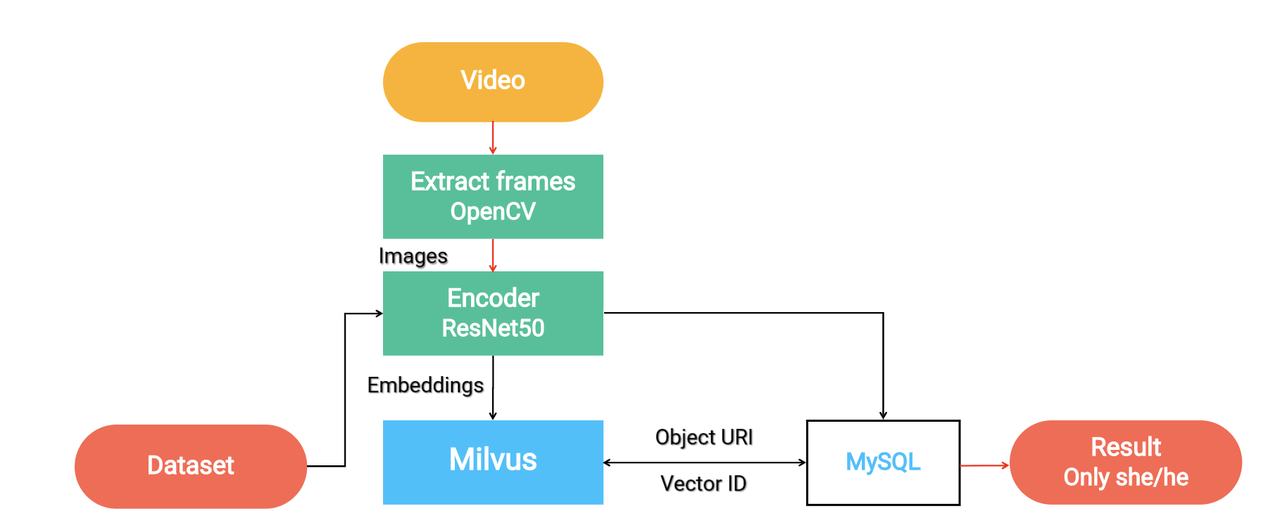 Video
Extract frames
OpenCV
Images
Encoder
ResNet50
Embeddings
Dataset
Milvus
Object URI
Vector ID
MySQL
Result
Only she/he